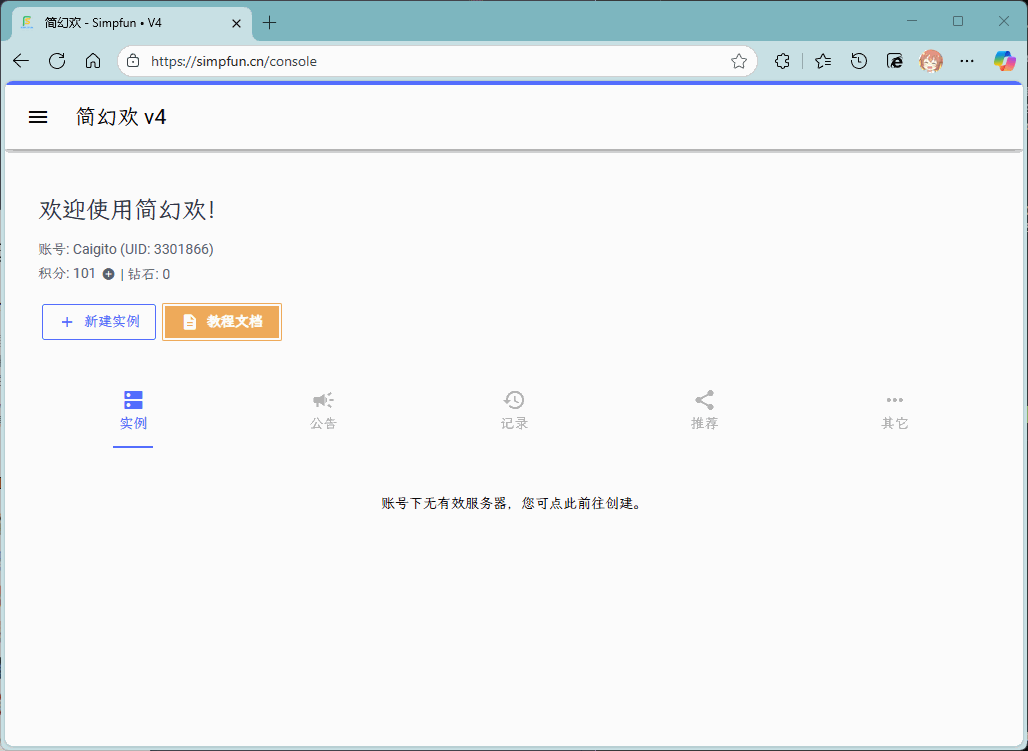 简幻欢 - Simpfun • V4
https://simpfun.cn/console
简幻欢 v4
欢迎使用简幻欢!
账号: Caigito (UID: 3301866)
积分: 101 | 钻石: 0
新建实例 教程文档
实例 公告 记录 推荐 其它
账号下无有效服务器，您可点此前往创建。